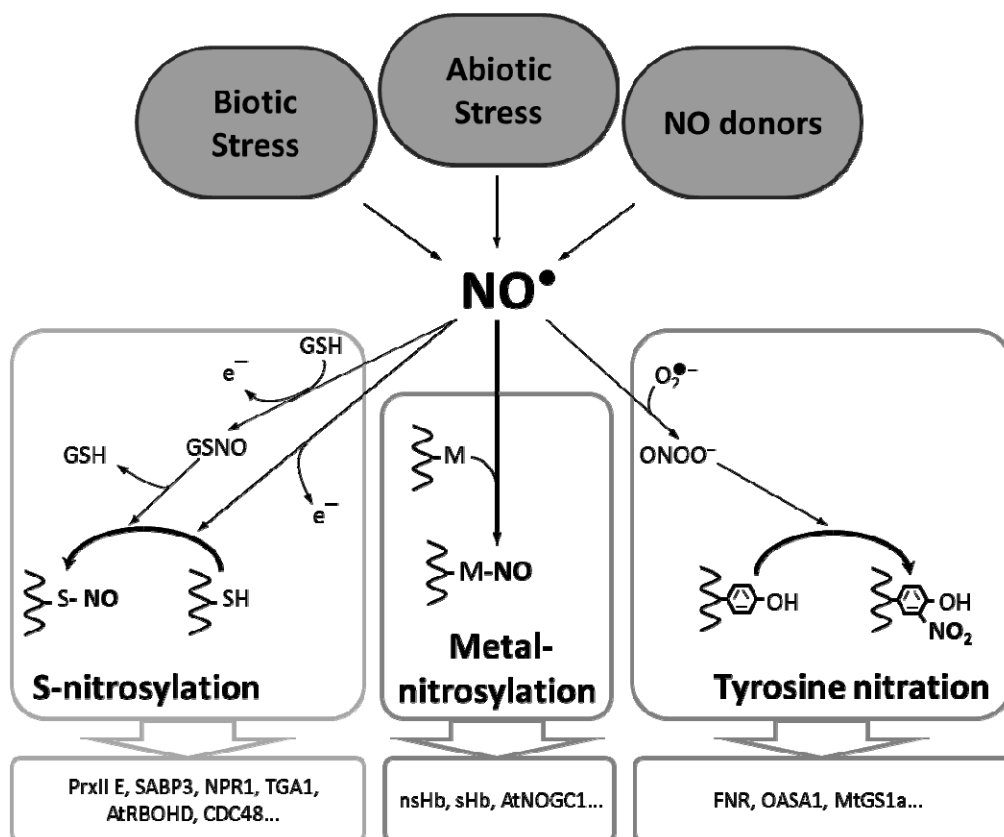 Biotic
Stress
Abiotic
Stress
NO donors
NO●
GSH
e−
GSNO
GSH
e−
S- NO
SH
S-nitrosylation
M
M-NO
Metal-
nitrosylation
O2●−
ONOO−
OH
OH
NO2
Tyrosine nitration
PrxII E, SABP3, NPR1, TGA1,
AtRBOHD, CDC48...
nsHb, sHb, AtNOGC1...
FNR, OASA1, MtGS1a...